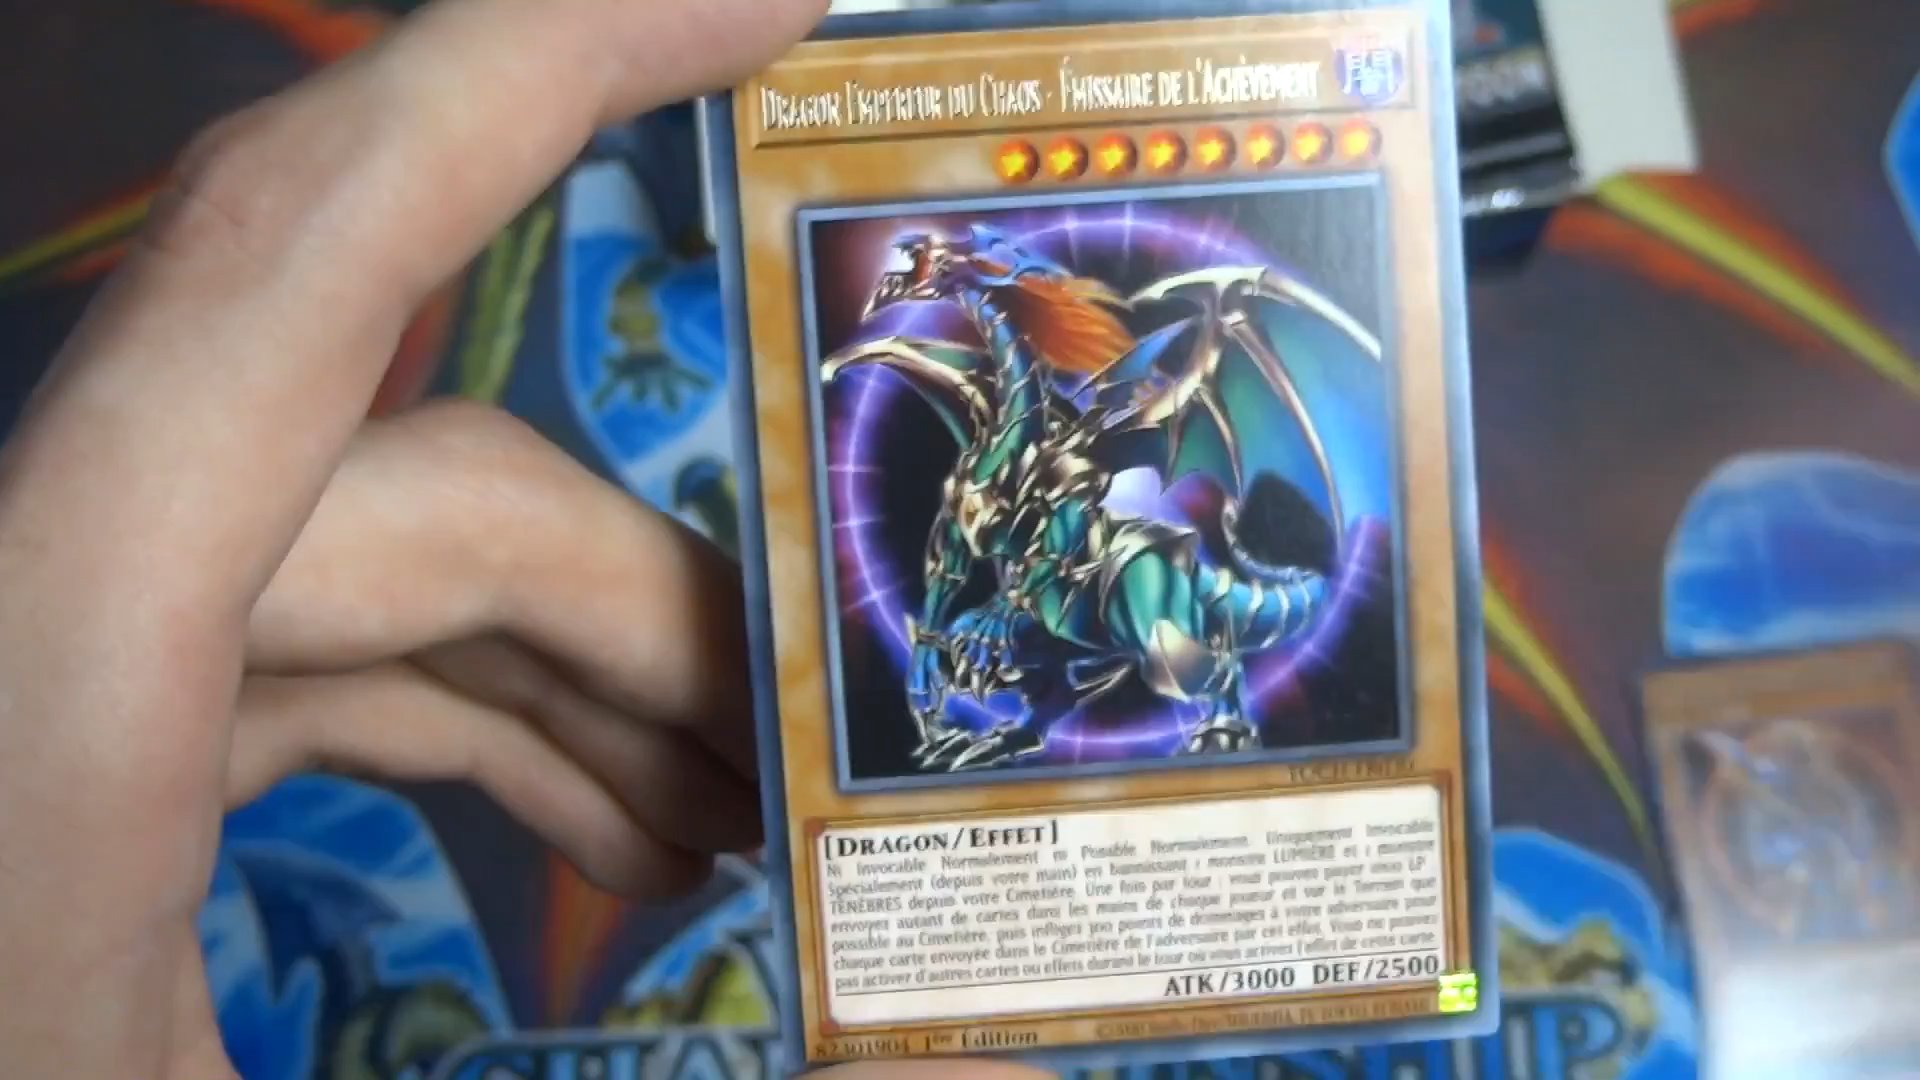 DRAGON EMPEREUR DU CHAOS - ÉMISSAIRE DE L'ACHÈVEMENT
闇
TOON
[DRAGON/EFFET]
Ni Invocable Normalement ni Posable Normalement. Uniquement Invocable
Spécialement (depuis votre main) en bannissant 1 monstre LUMIÈRE et 1 monstre
TÉNÈBRES depuis votre Cimetière. Une fois par tour : vous pouvez payer 1000 LP ;
envoyez autant de cartes dans les mains de chaque joueur et sur le Terrain que
possible au Cimetière, puis infligez 300 points de dommages à votre adversaire pour
chaque carte envoyée dans le Cimetière de l'adversaire par cet effet. Vous ne pouvez
pas activer d'autres cartes ou effets durant le tour où vous activez l'effet de cette carte.
ATK/3000 DEF/2500
82301904 1ère Édition